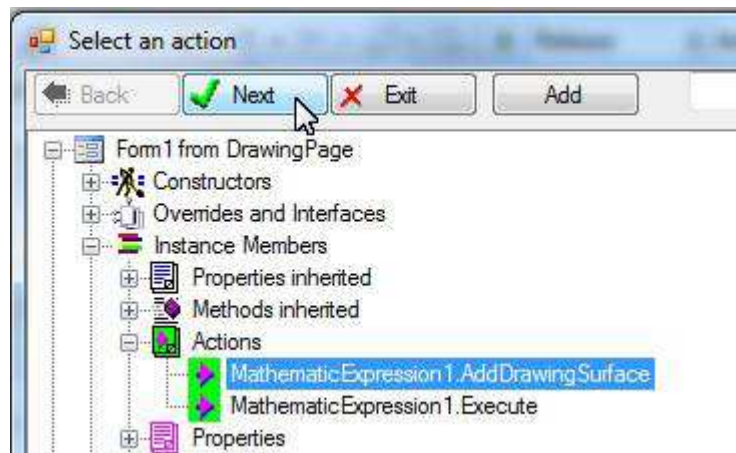 Select an action
Back Next Exit Add
Form1 from DrawingPage
Constructors
Overrides and Interfaces
Instance Members
Properties inherited
Methods inherited
Actions
MathematicExpression1.AddDrawingSurface
MathematicExpression1.Execute
Properties